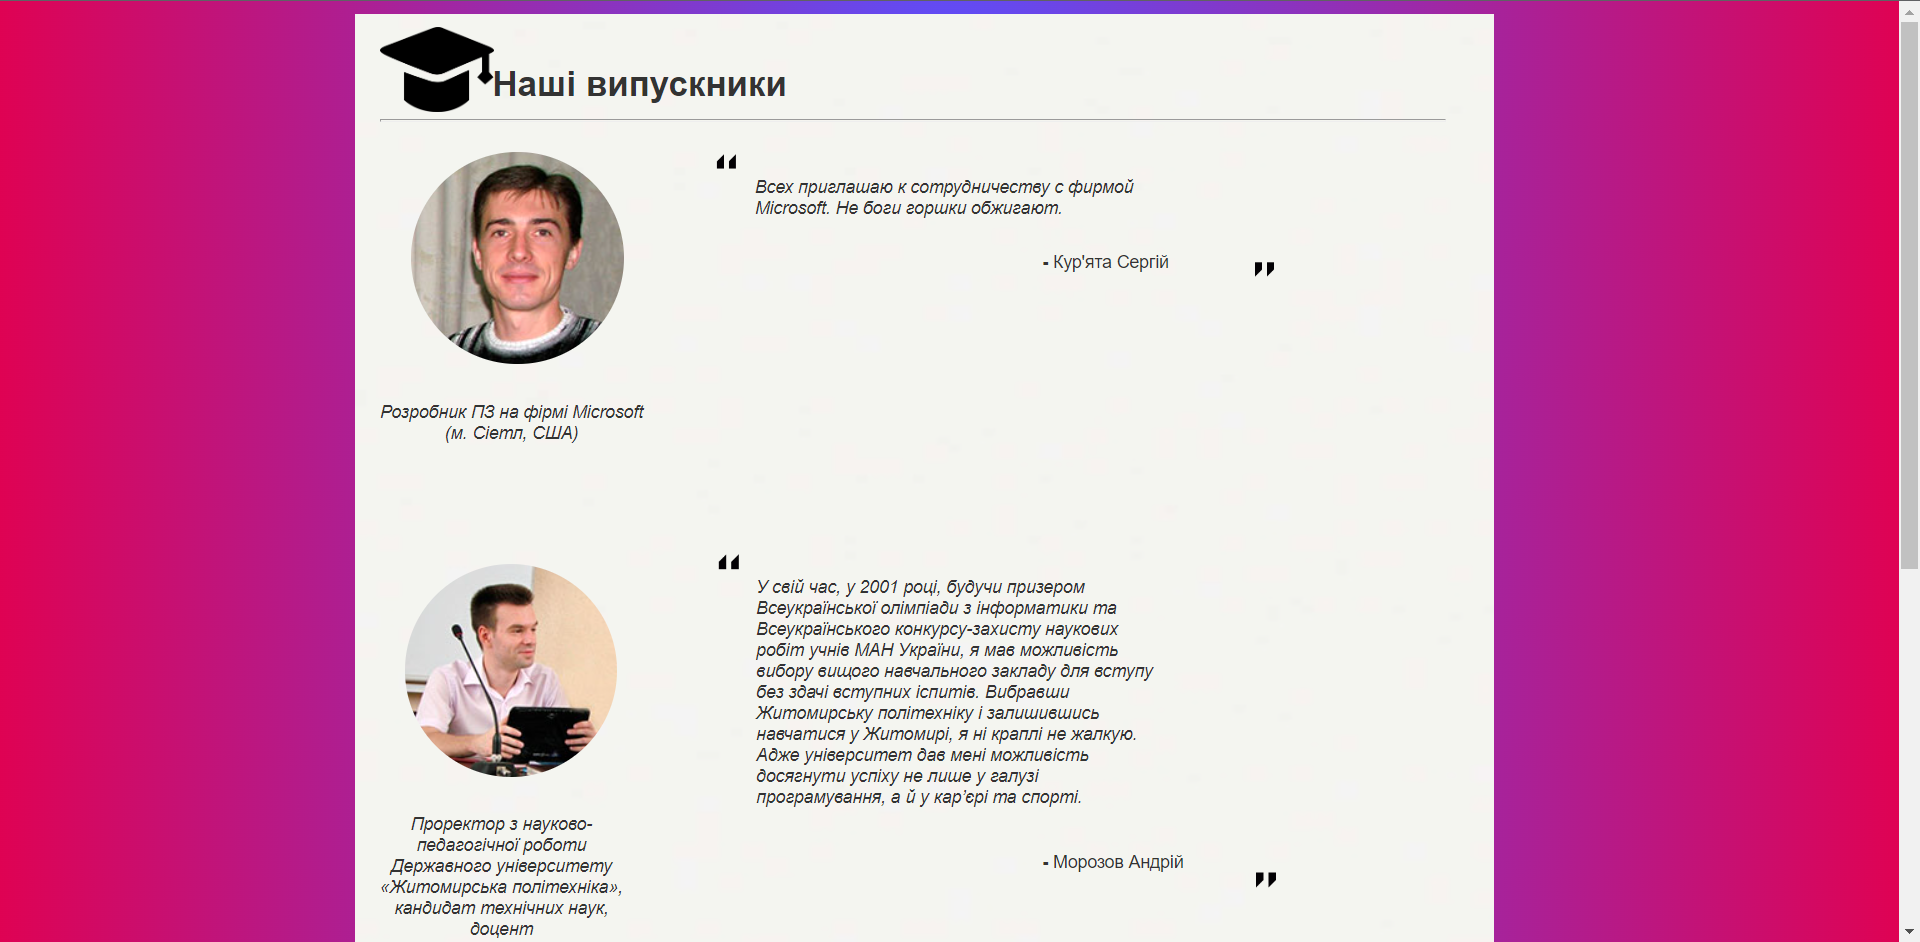 Наші випускники
“
Всех приглашаю к сотрудничеству с фирмой
Microsoft. Не боги горшки обжигают.
- Кур'ята Сергій
”
Розробник ПЗ на фірмі Microsoft
(м. Сіетл, США)
“
У свій час, у 2001 році, будучи призером
Всеукраїнської олімпіади з інформатики та
Всеукраїнського конкурсу-захисту наукових
робіт учнів МАН України, я мав можливість
вибору вищого навчального закладу для вступу
без здачі вступних іспитів. Вибравши
Житомирську політехніку і залишившись
навчатися у Житомирі, я ні краплі не жалкую.
Адже університет дав мені можливість
досягнути успіху не лише у галузі
програмування, а й у кар’єрі та спорті.
- Морозов Андрій
”
Проректор з науково-
педагогічної роботи
Державного університету
«Житомирська політехніка»,
кандидат технічних наук,
доцент